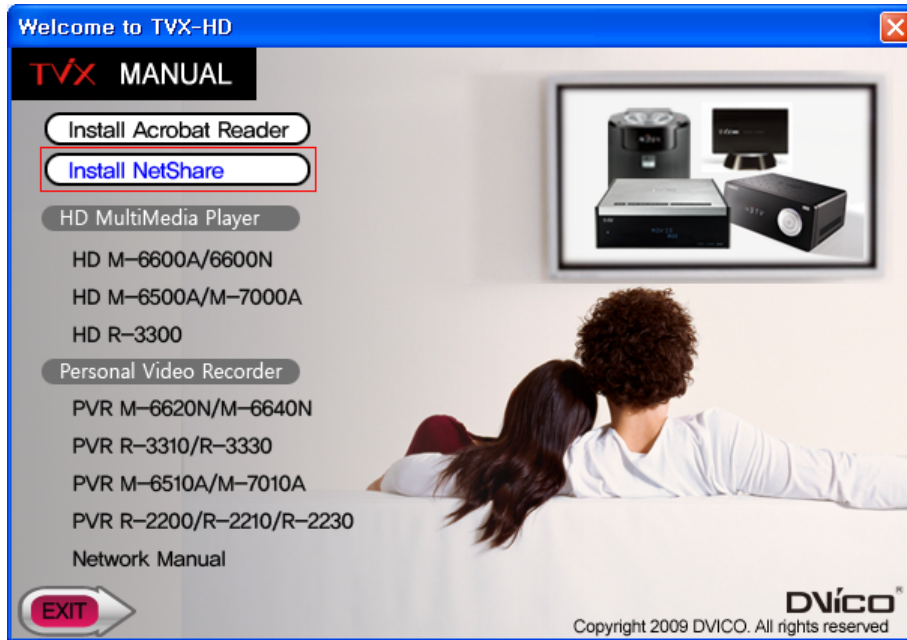 Welcome to TVX-HD
TViX MANUAL
Install Acrobat Reader
Install NetShare
HD MultiMedia Player
HD M-6600A/6600N
HD M-6500A/M-7000A
HD R-3300
Personal Video Recorder
PVR M-6620N/M-6640N
PVR R-3310/R-3330
PVR M-6510A/M-7010A
PVR R-2200/R-2210/R-2230
Network Manual
EXIT
DViCO®
Copyright 2009 DVICO. All rights reserved